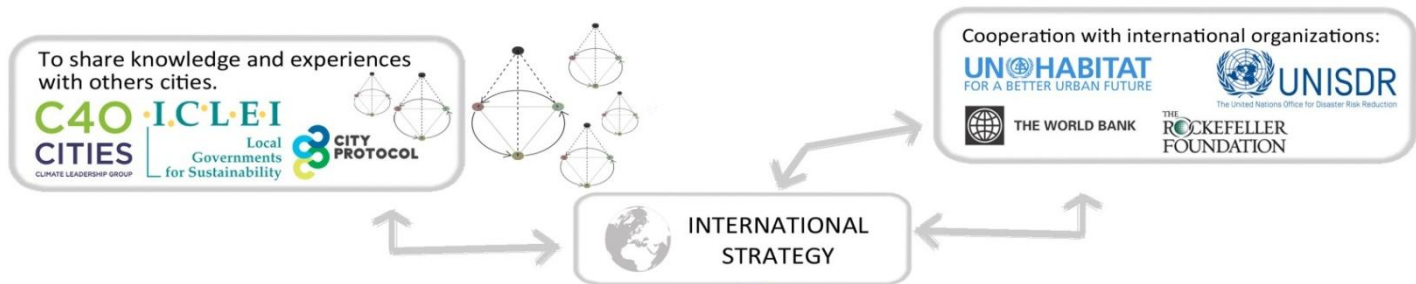 To share knowledge and experiences
with others cities.
C40
CITIES
CLIMATE LEADERSHIP GROUP
I.C.L.E.I
Local
Governments
for Sustainability
CITY
PROTOCOL
Cooperation with international organizations:
UN HABITAT
FOR A BETTER URBAN FUTURE
UNISDR
The United Nations Office for Disaster Risk Reduction
THE WORLD BANK
THE
ROCKEFELLER
FOUNDATION
INTERNATIONAL
STRATEGY